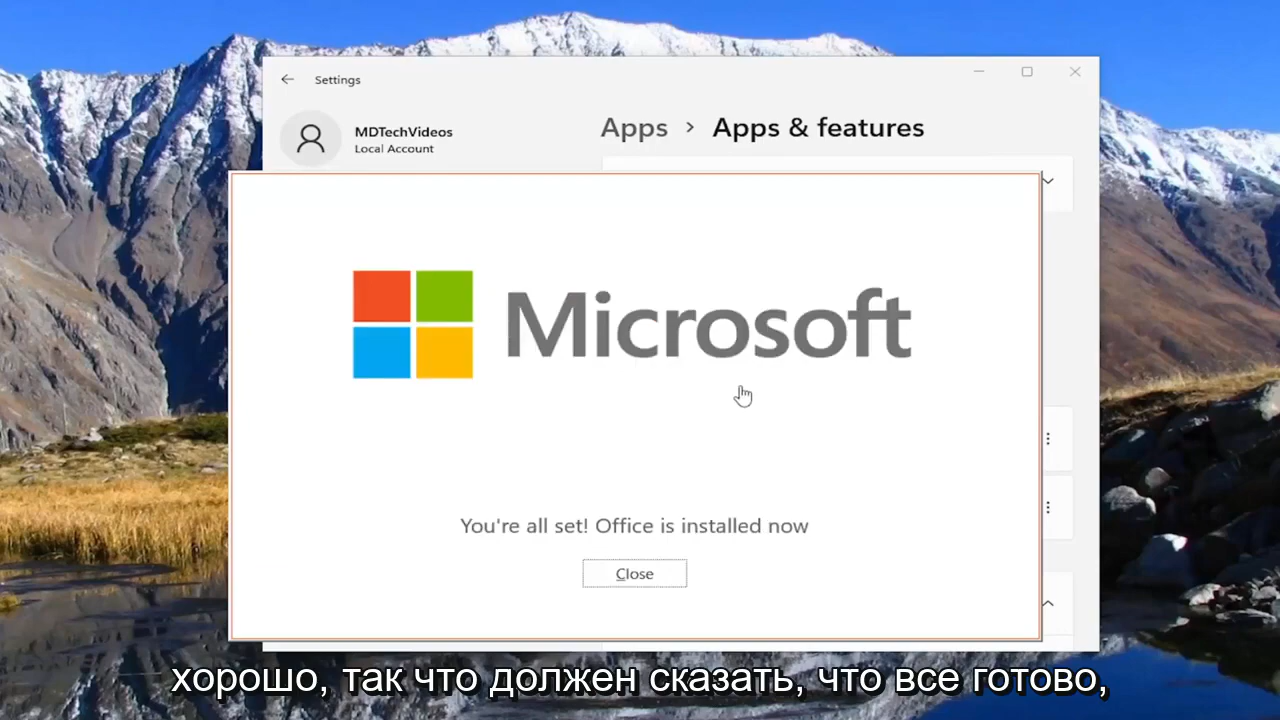 Settings
MDTechVideos
Local Account
Apps > Apps & features
Microsoft
You're all set! Office is installed now
Close
хорошо, так что должен сказать, что все готово,